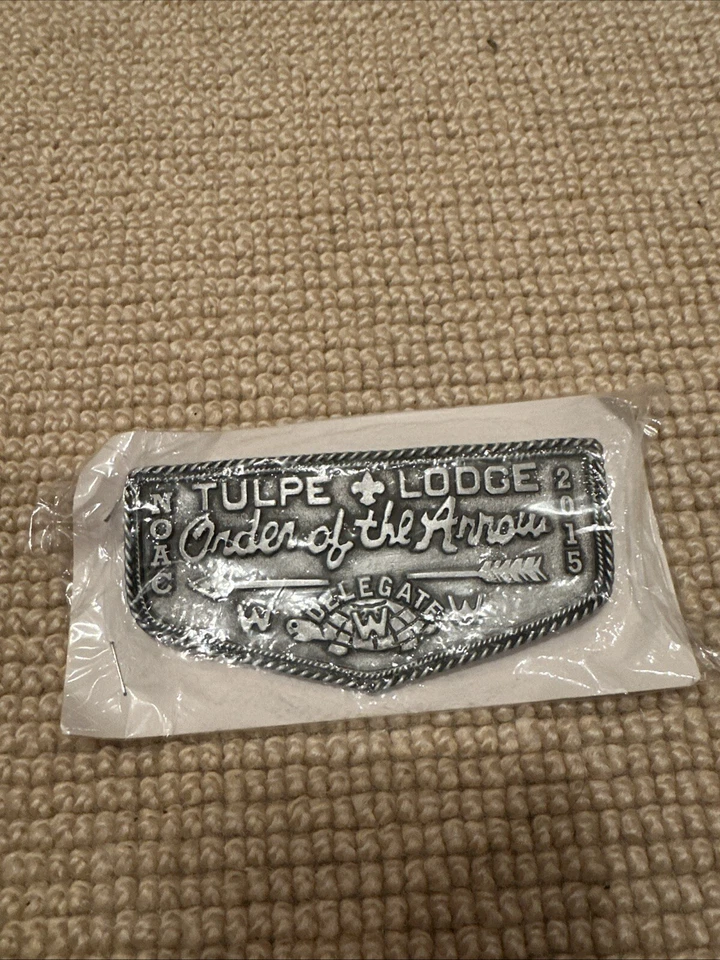 TULPE LODGE
Order of the Arrow
NOAC
2015
DELEGATE
W W W